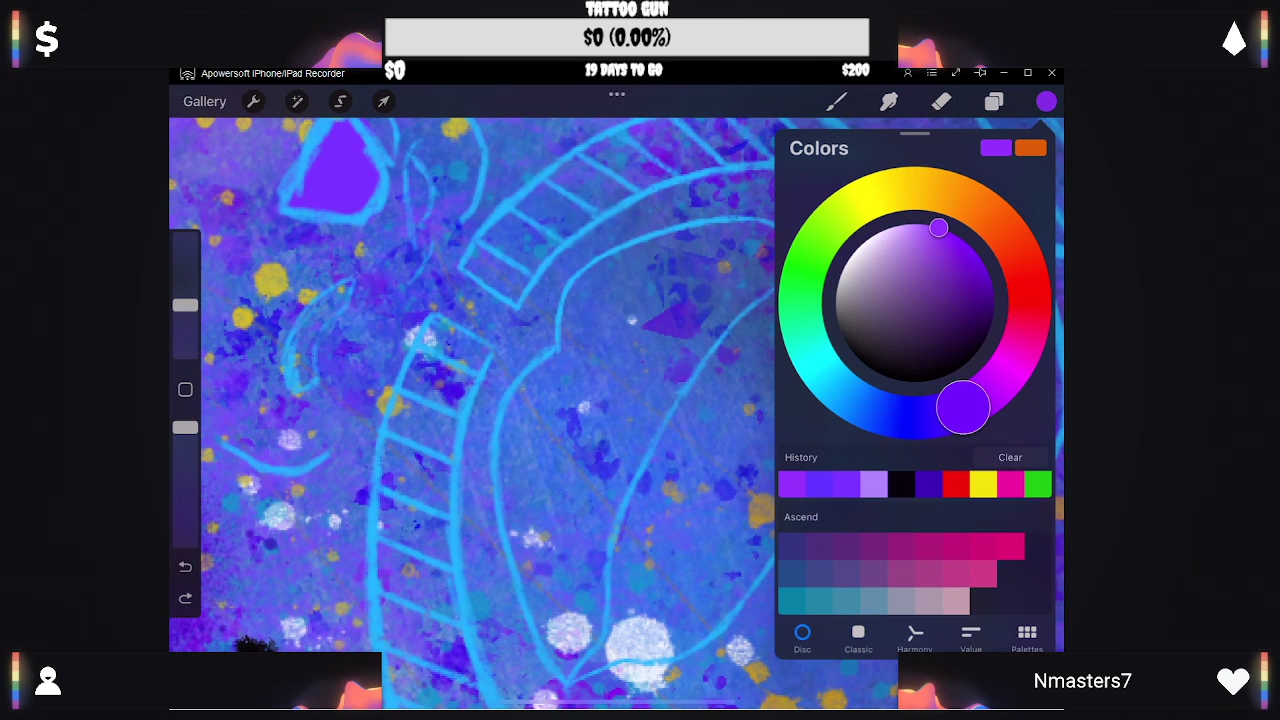 TATTOO GUN
$0 (0.00%)
$0
19 DAYS TO GO
$200
Apowersoft iPhone/iPad Recorder
Gallery
Colors
History
Clear
Ascend
Disc
Classic
Harmony
Value
Palettes
Nmasters7